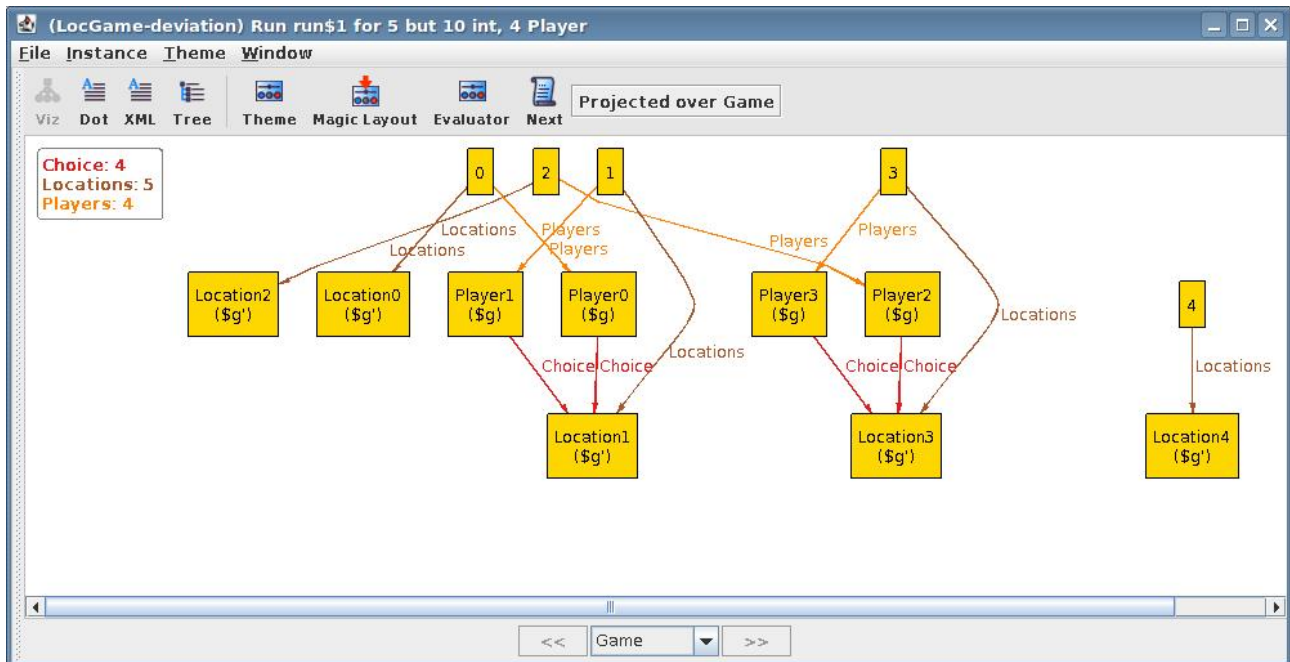 (LocGame-deviation) Run run$1 for 5 but 10 int, 4 Player
File Instance Theme Window
Viz Dot XML Tree Theme Magic Layout Evaluator Next Projected over Game
Choice: 4
Locations: 5
Players: 4
0 2 1 3
Locations Players Players
Locations Players Players
Locations
Location2
($g')
Location0
($g')
Player1
($g)
Player0
($g)
Player3
($g)
Player2
($g)
4
Locations
Choice Choice Choice Choice Locations
Location1
($g')
Location3
($g')
Location4
($g')
<< Game >>